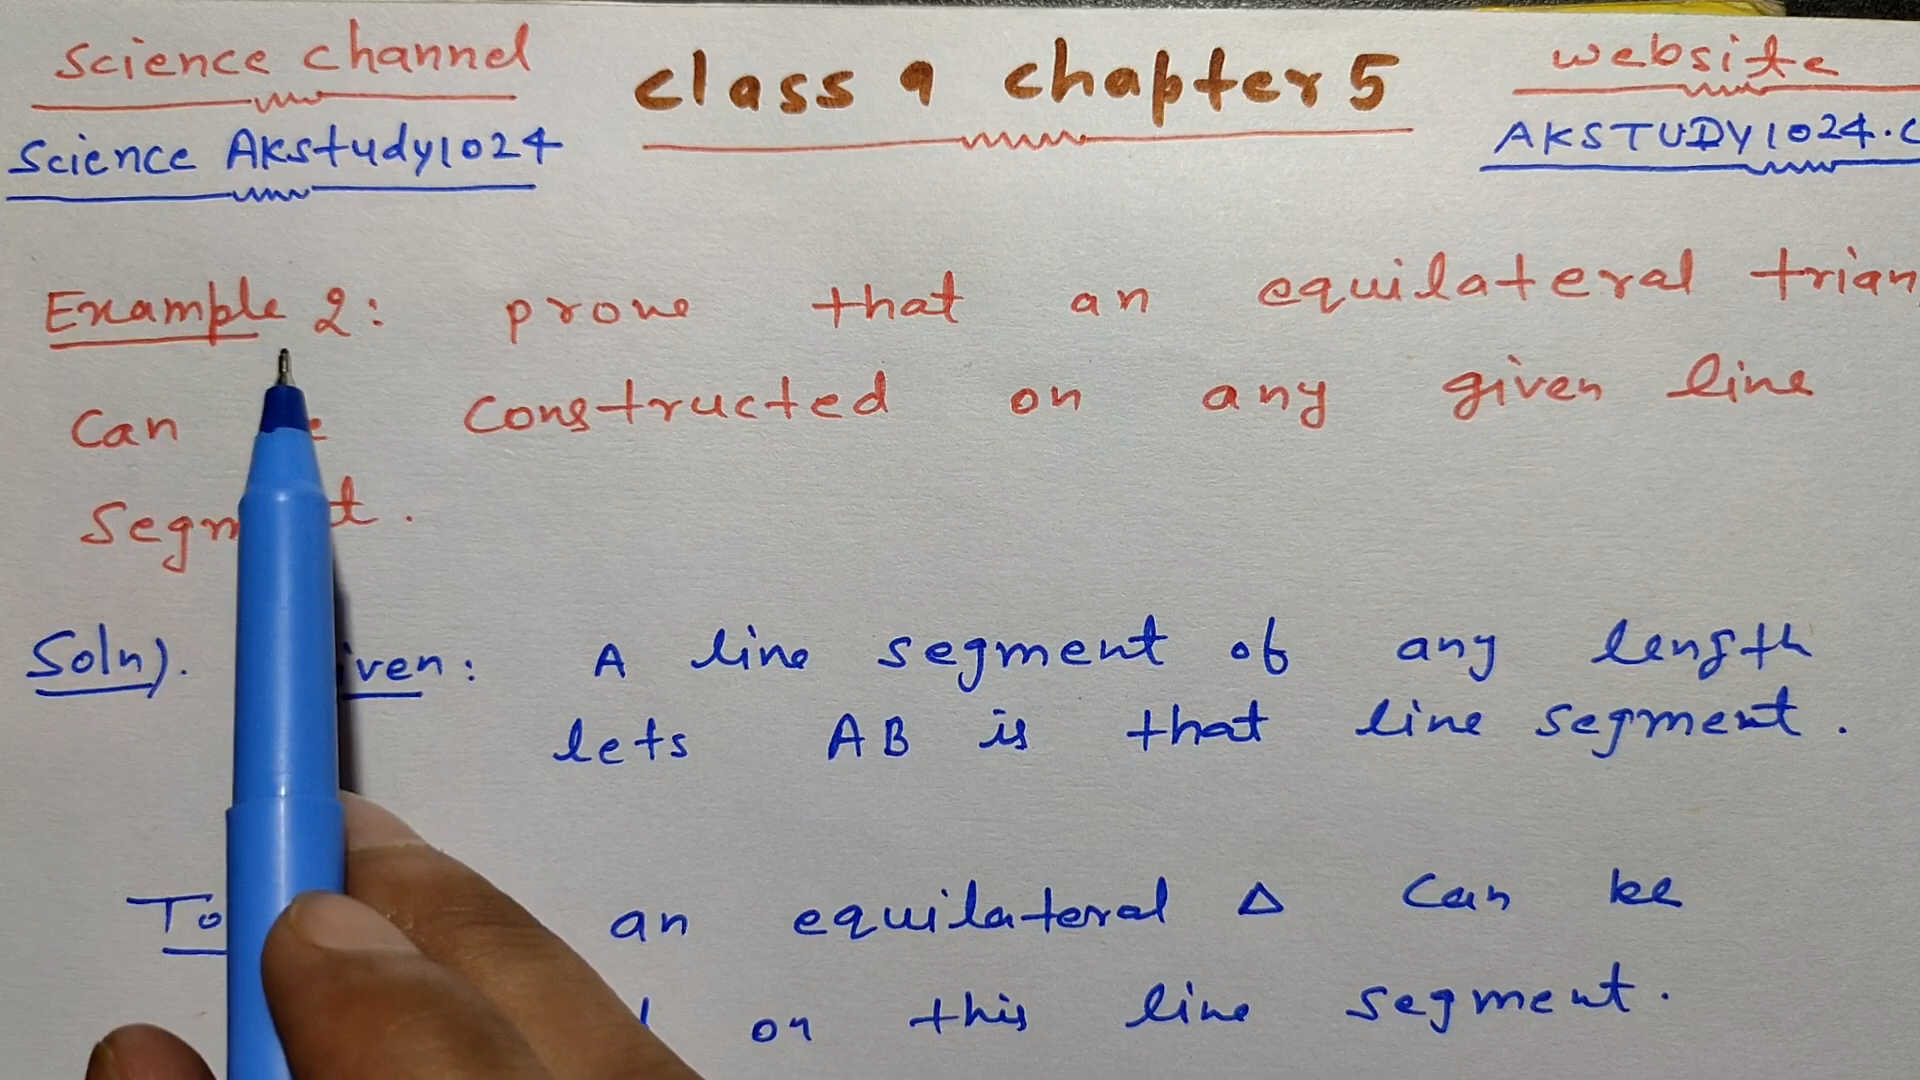 Science channel
Science AKstudy1024
class 9 chapter 5
website
AKSTUDY1024.C
Example 2: prove that an equilateral trian
can constructed on any given line
Soln). Given: A line segment of any length
lets AB is that line segment.
To an equilateral Δ can be
on this line segment.